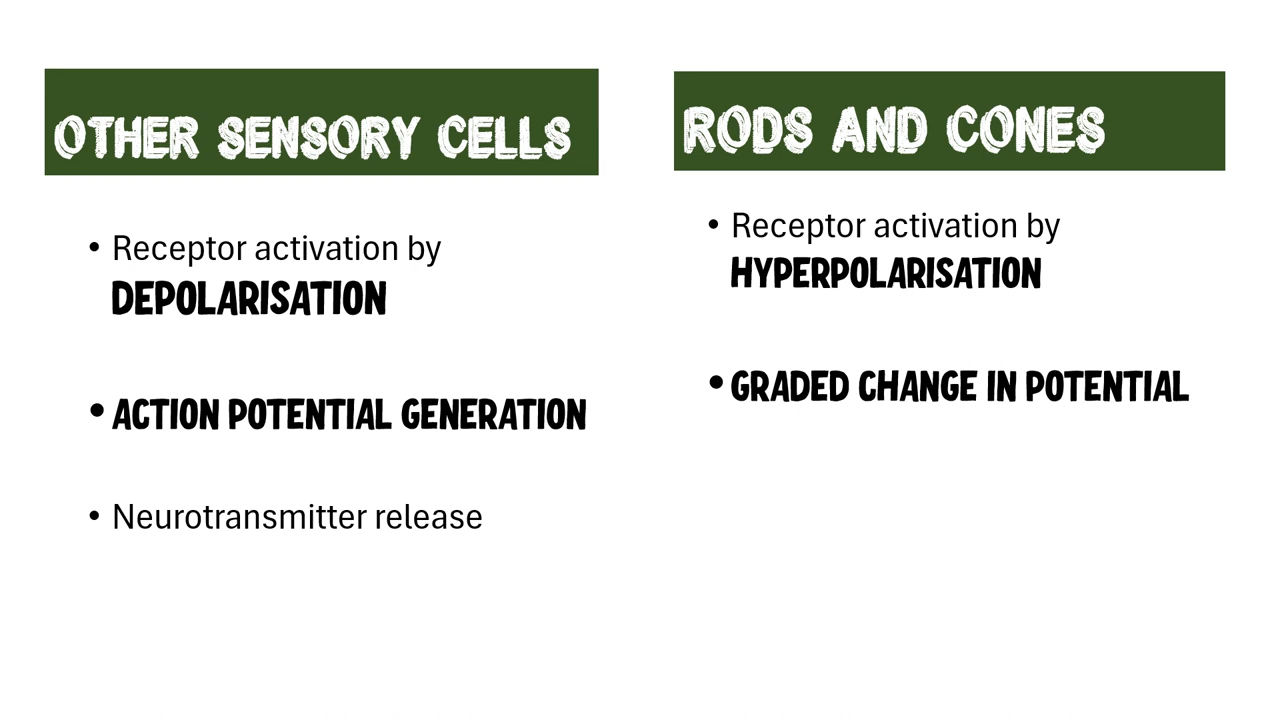 OTHER SENSORY CELLS
• Receptor activation by
DEPOLARISATION
• ACTION POTENTIAL GENERATION
• Neurotransmitter release
RODS AND CONES
• Receptor activation by
HYPERPOLARISATION
• GRADED CHANGE IN POTENTIAL